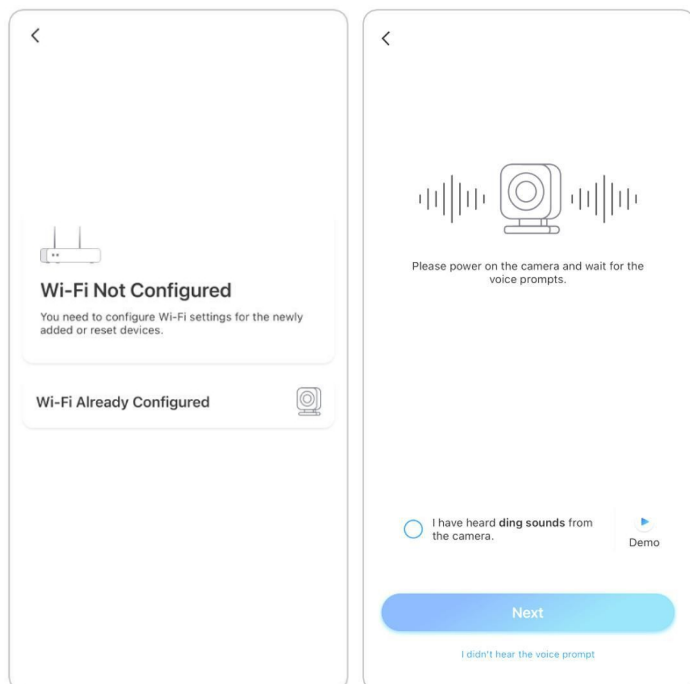 Wi-Fi Not Configured
You need to configure Wi-Fi settings for the newly
added or reset devices.
Wi-Fi Already Configured
Please power on the camera and wait for the
voice prompts.
I have heard ding sounds from
the camera.
Demo
Next
I didn't hear the voice prompt